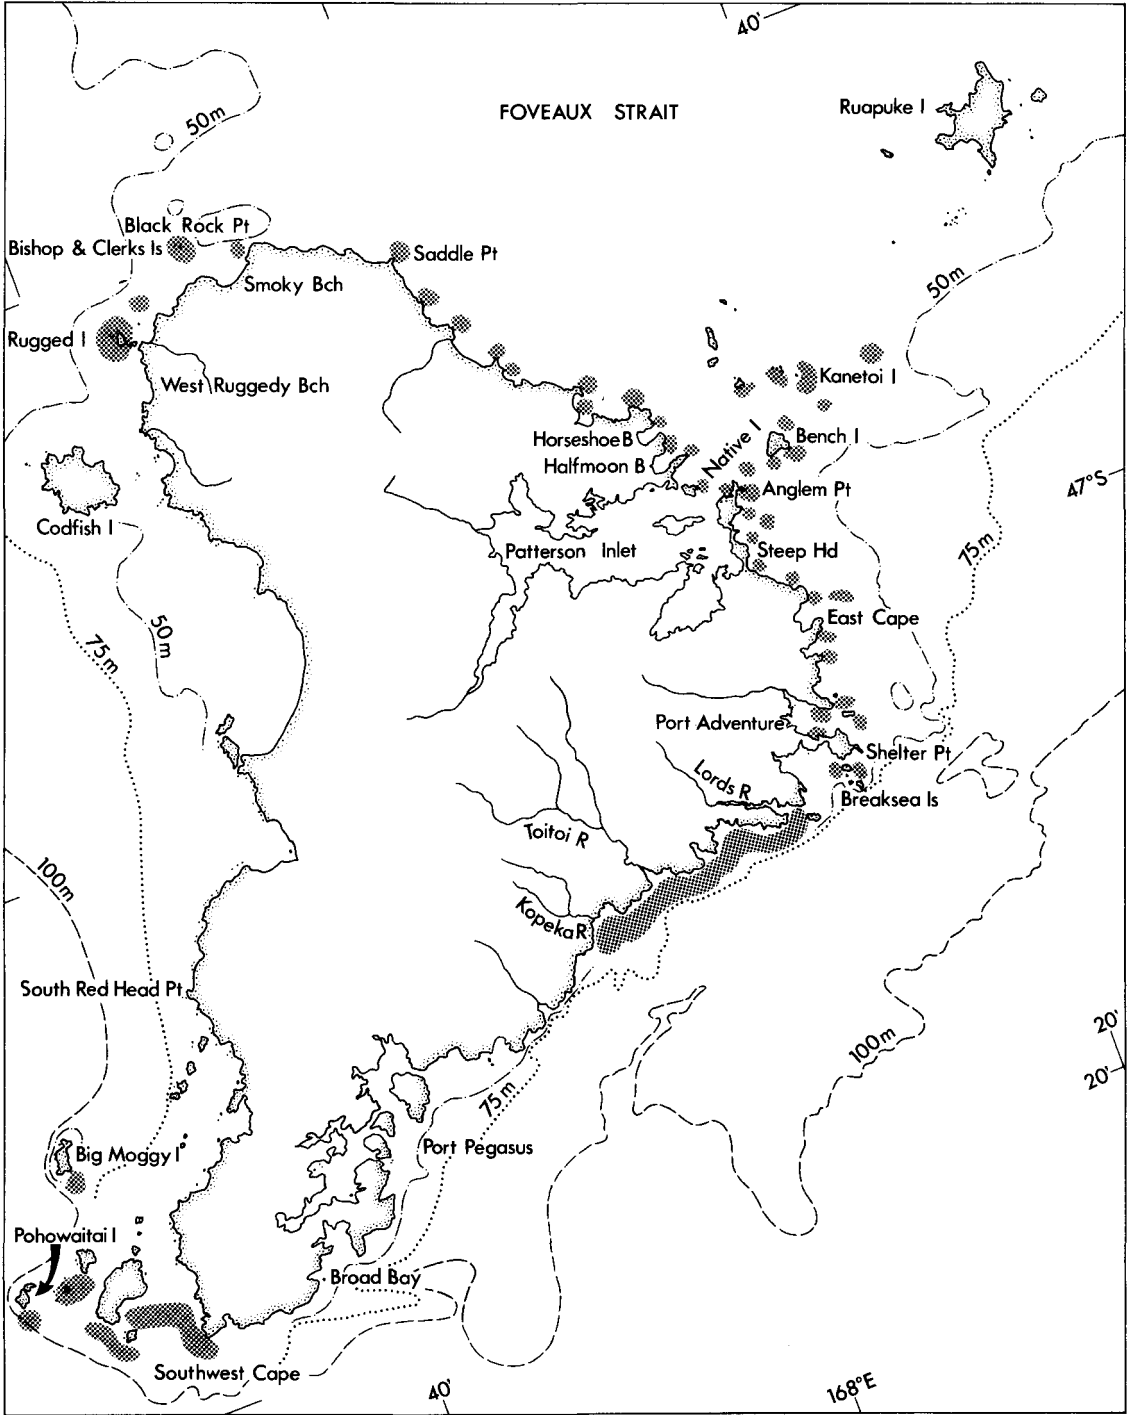 40'
FOVEAUX STRAIT
Ruapuke I
50m
Black Rock Pt
Bishop & Clerks Is
Saddle Pt
Smoky Bch
50m
Rugged I
West Ruggedy Bch
Kanetoi I
Native I
Horseshoe B
Bench I
Halfmoon B
Anglem Pt
47°S
Codfish I
Patterson Inlet
Steep Hd
75m
50m
75m
East Cape
Port Adventure
Shelter Pt
Lords R
Breaksea Is
Toitoi R
100m
Kopeka R
South Red Head Pt
20'
100m
20'
75m
Port Pegasus
Big Moggy I
Pohowaitai I
Broad Bay
Southwest Cape
40'
168°E